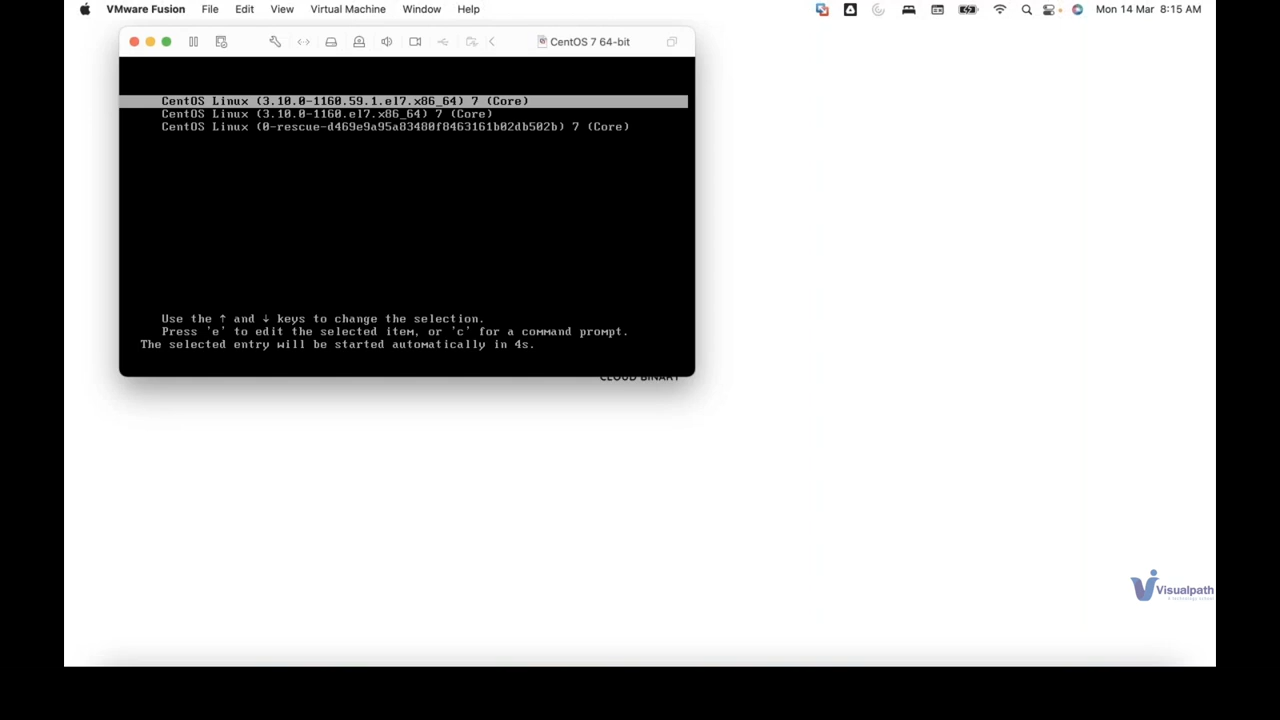 VMware Fusion File Edit View Virtual Machine Window Help Mon 14 Mar 8:15 AM
CentOS 7 64-bit
CentOS Linux (3.10.0-1160.59.1.el7.x86_64) 7 (Core)
CentOS Linux (3.10.0-1160.el7.x86_64) 7 (Core)
CentOS Linux (0-rescue-d469e9a95a83480f8463161b02db502b) 7 (Core)
Use the ↑ and ↓ keys to change the selection.
Press 'e' to edit the selected item, or 'c' for a command prompt.
The selected entry will be started automatically in 4s.
CLOUD BINARY
Visualpath